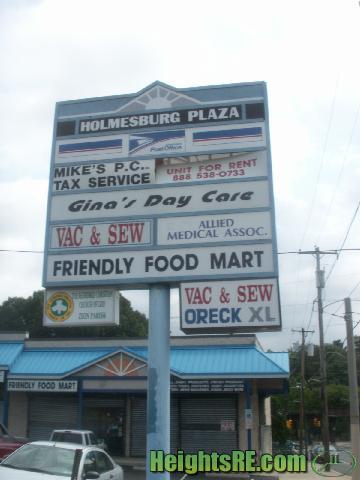 HOLMESBURG PLAZA
Post Office
MIKE'S P.C.
TAX SERVICE
UNIT FOR RENT
888 538-0733
Gina's Day Care
VAC & SEW
ALLIED
MEDICAL ASSOC.
FRIENDLY FOOD MART
VAC & SEW
ORECK XL
FRIENDLY FOOD MART
HeightsRE.com